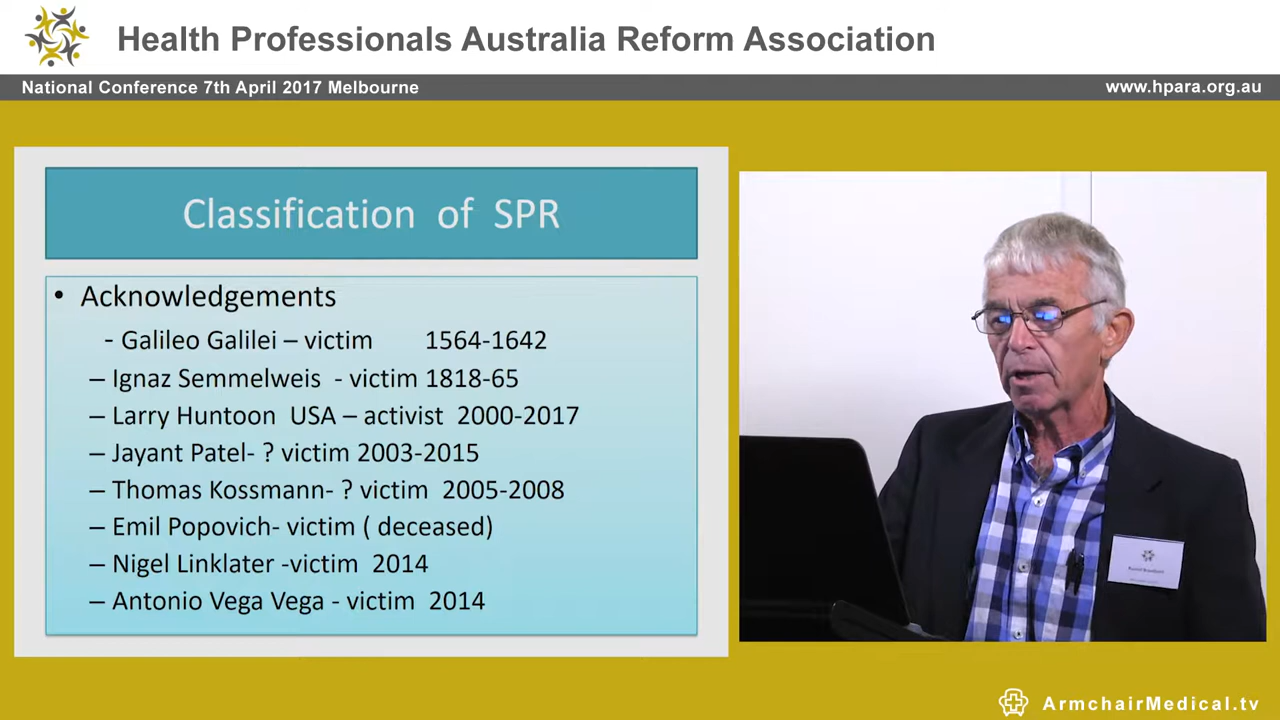 Health Professionals Australia Reform Association
National Conference 7th April 2017 Melbourne
www.hpara.org.au
Classification of SPR
• Acknowledgements
- Galileo Galilei – victim 1564-1642
– Ignaz Semmelweis - victim 1818-65
– Larry Huntoon USA – activist 2000-2017
– Jayant Patel- ? victim 2003-2015
– Thomas Kossmann- ? victim 2005-2008
– Emil Popovich- victim ( deceased)
– Nigel Linklater -victim 2014
– Antonio Vega Vega - victim 2014
ArmchairMedical.tv